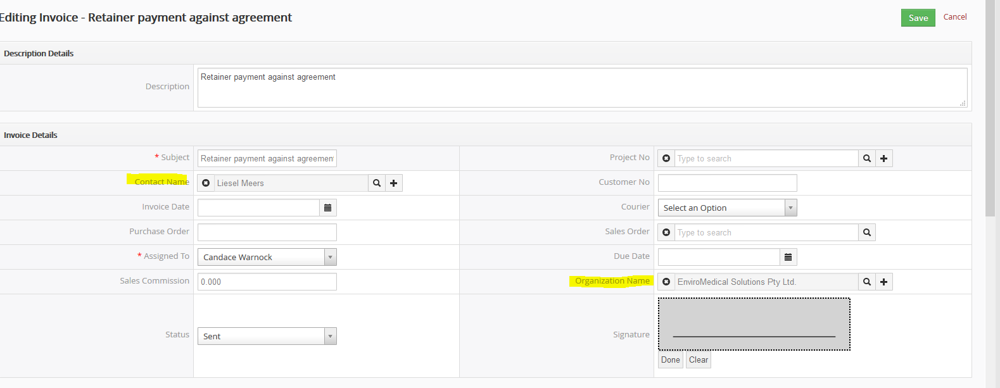 Editing Invoice - Retainer payment against agreement
Save Cancel
Description Details
Description Retainer payment against agreement
Invoice Details
* Subject Retainer payment against agreement Project No Type to search
Contact Name Liesel Meers Customer No
Invoice Date Courier Select an Option
Purchase Order Sales Order Type to search
* Assigned To Candace Warnock Due Date
Sales Commission 0.000 Organization Name EnviroMedical Solutions Pty Ltd.
Status Sent Signature
Done Clear